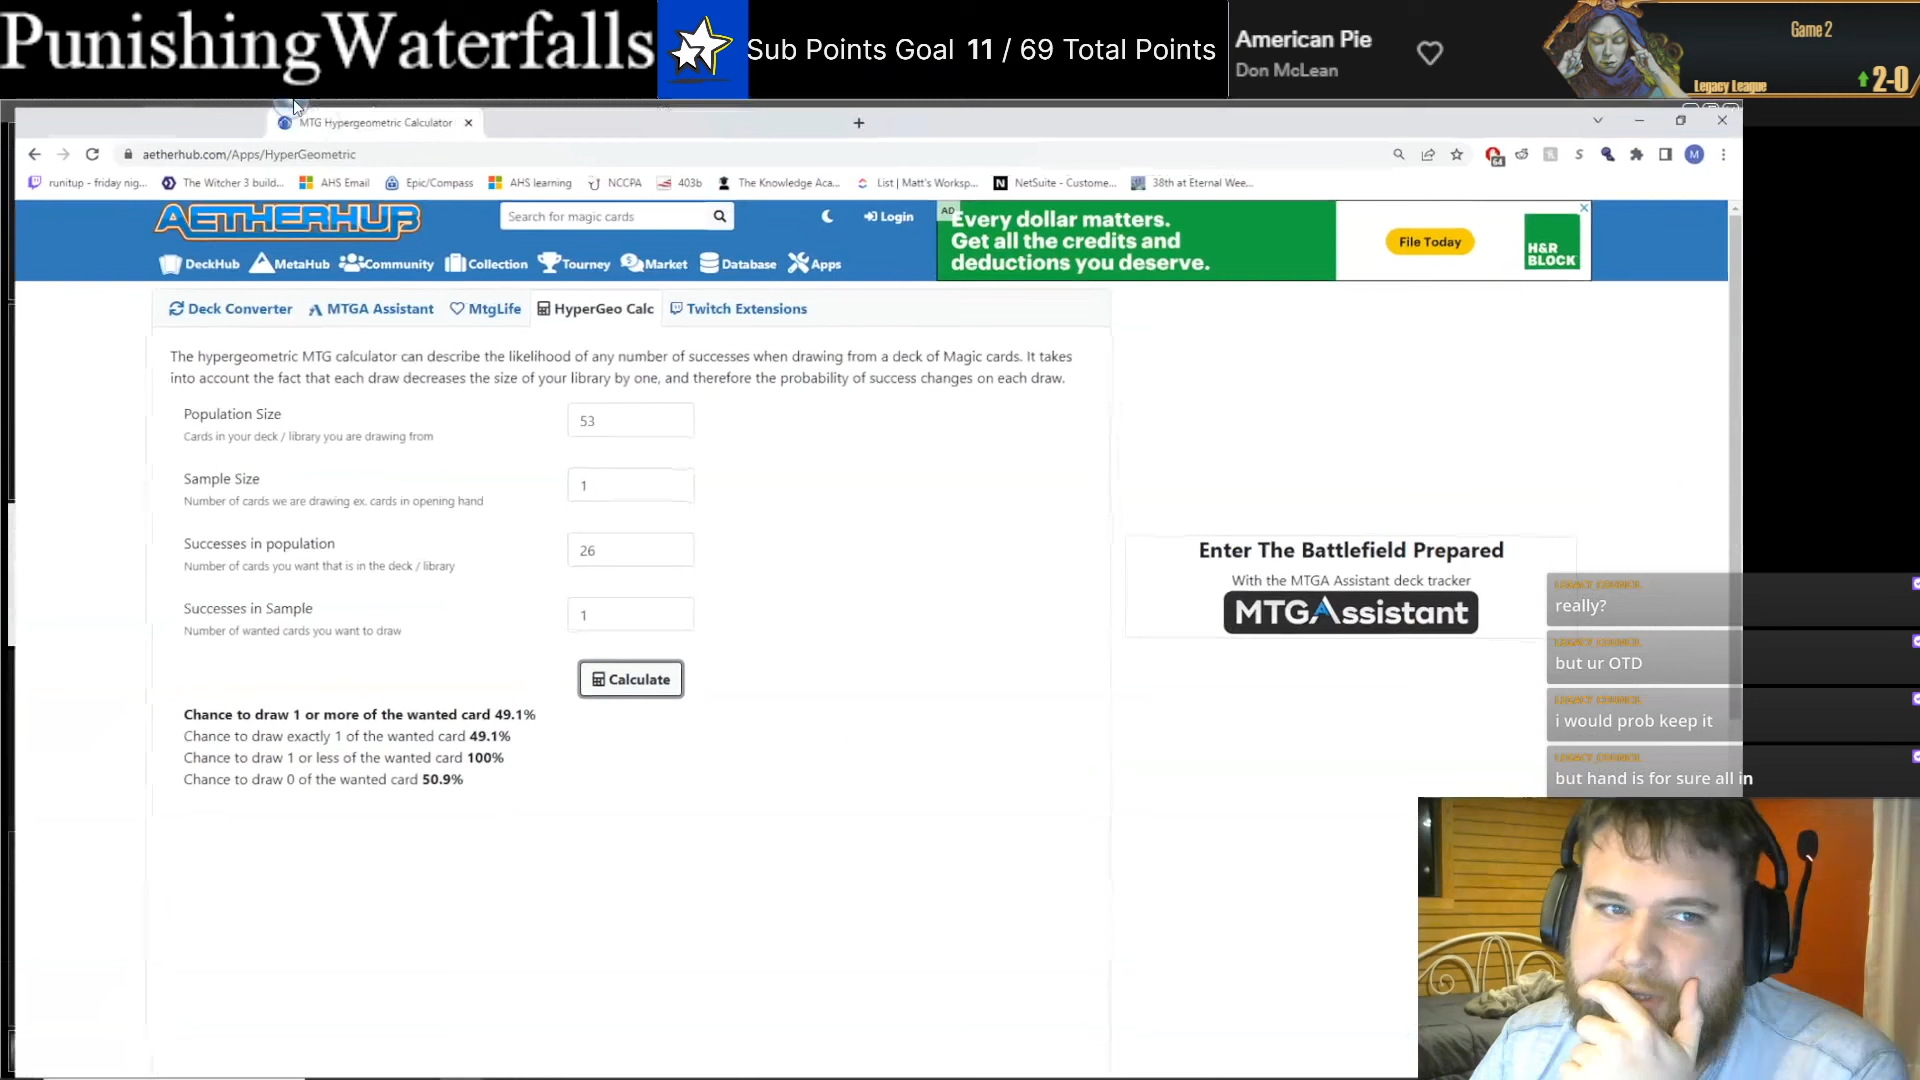 PunishingWaterfalls
Sub Points Goal 11 / 69 Total Points
American Pie
Don McLean
Game 2
Legacy League
2-0
MTG Hypergeometric Calculator
aetherhub.com/Apps/HyperGeometric
64
M
runitup - friday nig...
The Witcher 3 build...
AHS Email
Epic/Compass
AHS learning
NCCPA
403b
The Knowledge Aca...
List | Matt's Worksp...
NetSuite - Custome...
38th at Eternal Wee...
AETHERHUB
Search for magic cards
Login
AD
Every dollar matters.
Get all the credits and
deductions you deserve.
File Today
H&R
BLOCK
DeckHub
MetaHub
Community
Collection
Tourney
Market
Database
Apps
Deck Converter
MTGA Assistant
MtgLife
HyperGeo Calc
Twitch Extensions
The hypergeometric MTG calculator can describe the likelihood of any number of successes when drawing from a deck of Magic cards. It takes
into account the fact that each draw decreases the size of your library by one, and therefore the probability of success changes on each draw.
Population Size
Cards in your deck / library you are drawing from
53
Sample Size
Number of cards we are drawing ex. cards in opening hand
1
Successes in population
Number of cards you want that is in the deck / library
26
Successes in Sample
Number of wanted cards you want to draw
1
Calculate
Chance to draw 1 or more of the wanted card 49.1%
Chance to draw exactly 1 of the wanted card 49.1%
Chance to draw 1 or less of the wanted card 100%
Chance to draw 0 of the wanted card 50.9%
Enter The Battlefield Prepared
With the MTGA Assistant deck tracker
MTGAssistant
LEGACY_COUNCIL
really?
LEGACY_COUNCIL
but ur OTD
LEGACY_COUNCIL
i would prob keep it
LEGACY_COUNCIL
but hand is for sure all in